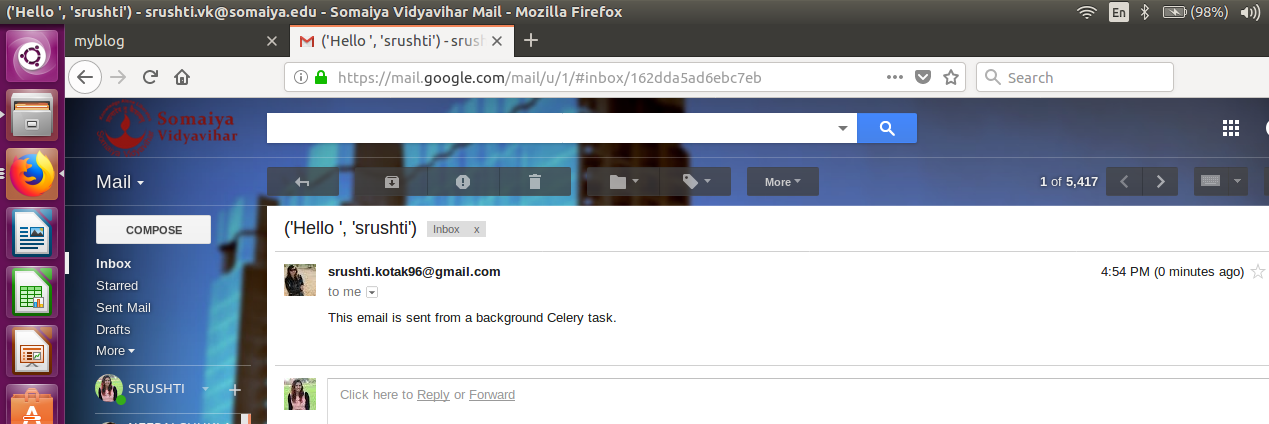 ('Hello ', 'srushti') - srushti.vk@somaiya.edu - Somaiya Vidyavihar Mail - Mozilla Firefox
En
(98%)
myblog
('Hello ', 'srushti') - srush
https://mail.google.com/mail/u/1/#inbox/162dda5ad6ebc7eb
Search
Somaiya
Vidyavihar
Mail
More
1 of 5,417
COMPOSE
('Hello ', 'srushti')
Inbox x
Inbox
Starred
Sent Mail
Drafts
More
srushti.kotak96@gmail.com
4:54 PM (0 minutes ago)
to me
This email is sent from a background Celery task.
SRUSHTI
Click here to Reply or Forward